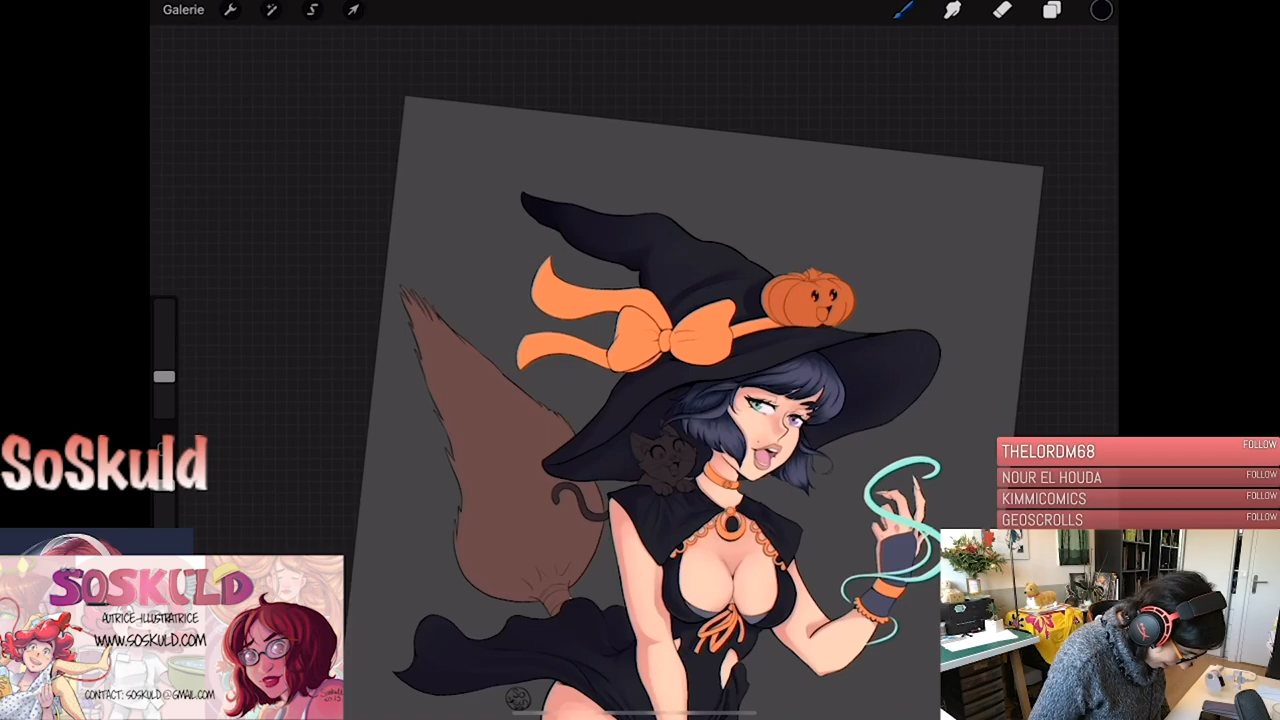 Galerie
SoSkuld
THELORDM68 FOLLOW
NOUR EL HOUDA FOLLOW
KIMMICOMICS FOLLOW
GEOSCROLLS FOLLOW
SOSKULD
AUTRICE-ILLUSTRATRICE
WWW.SOSKULD.COM
CONTACT: SOSKULD@GMAIL.COM